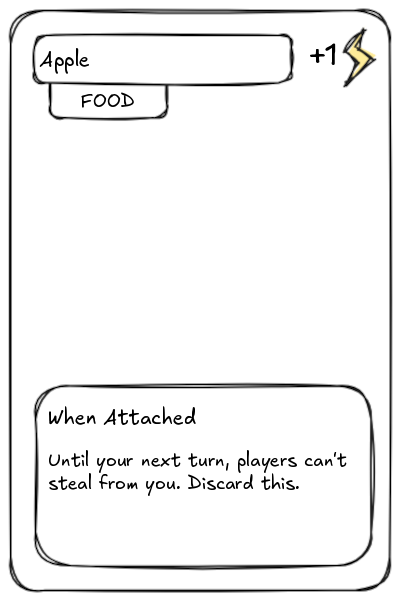 Apple
+1
FOOD
When Attached
Until your next turn, players can't
steal from you. Discard this.